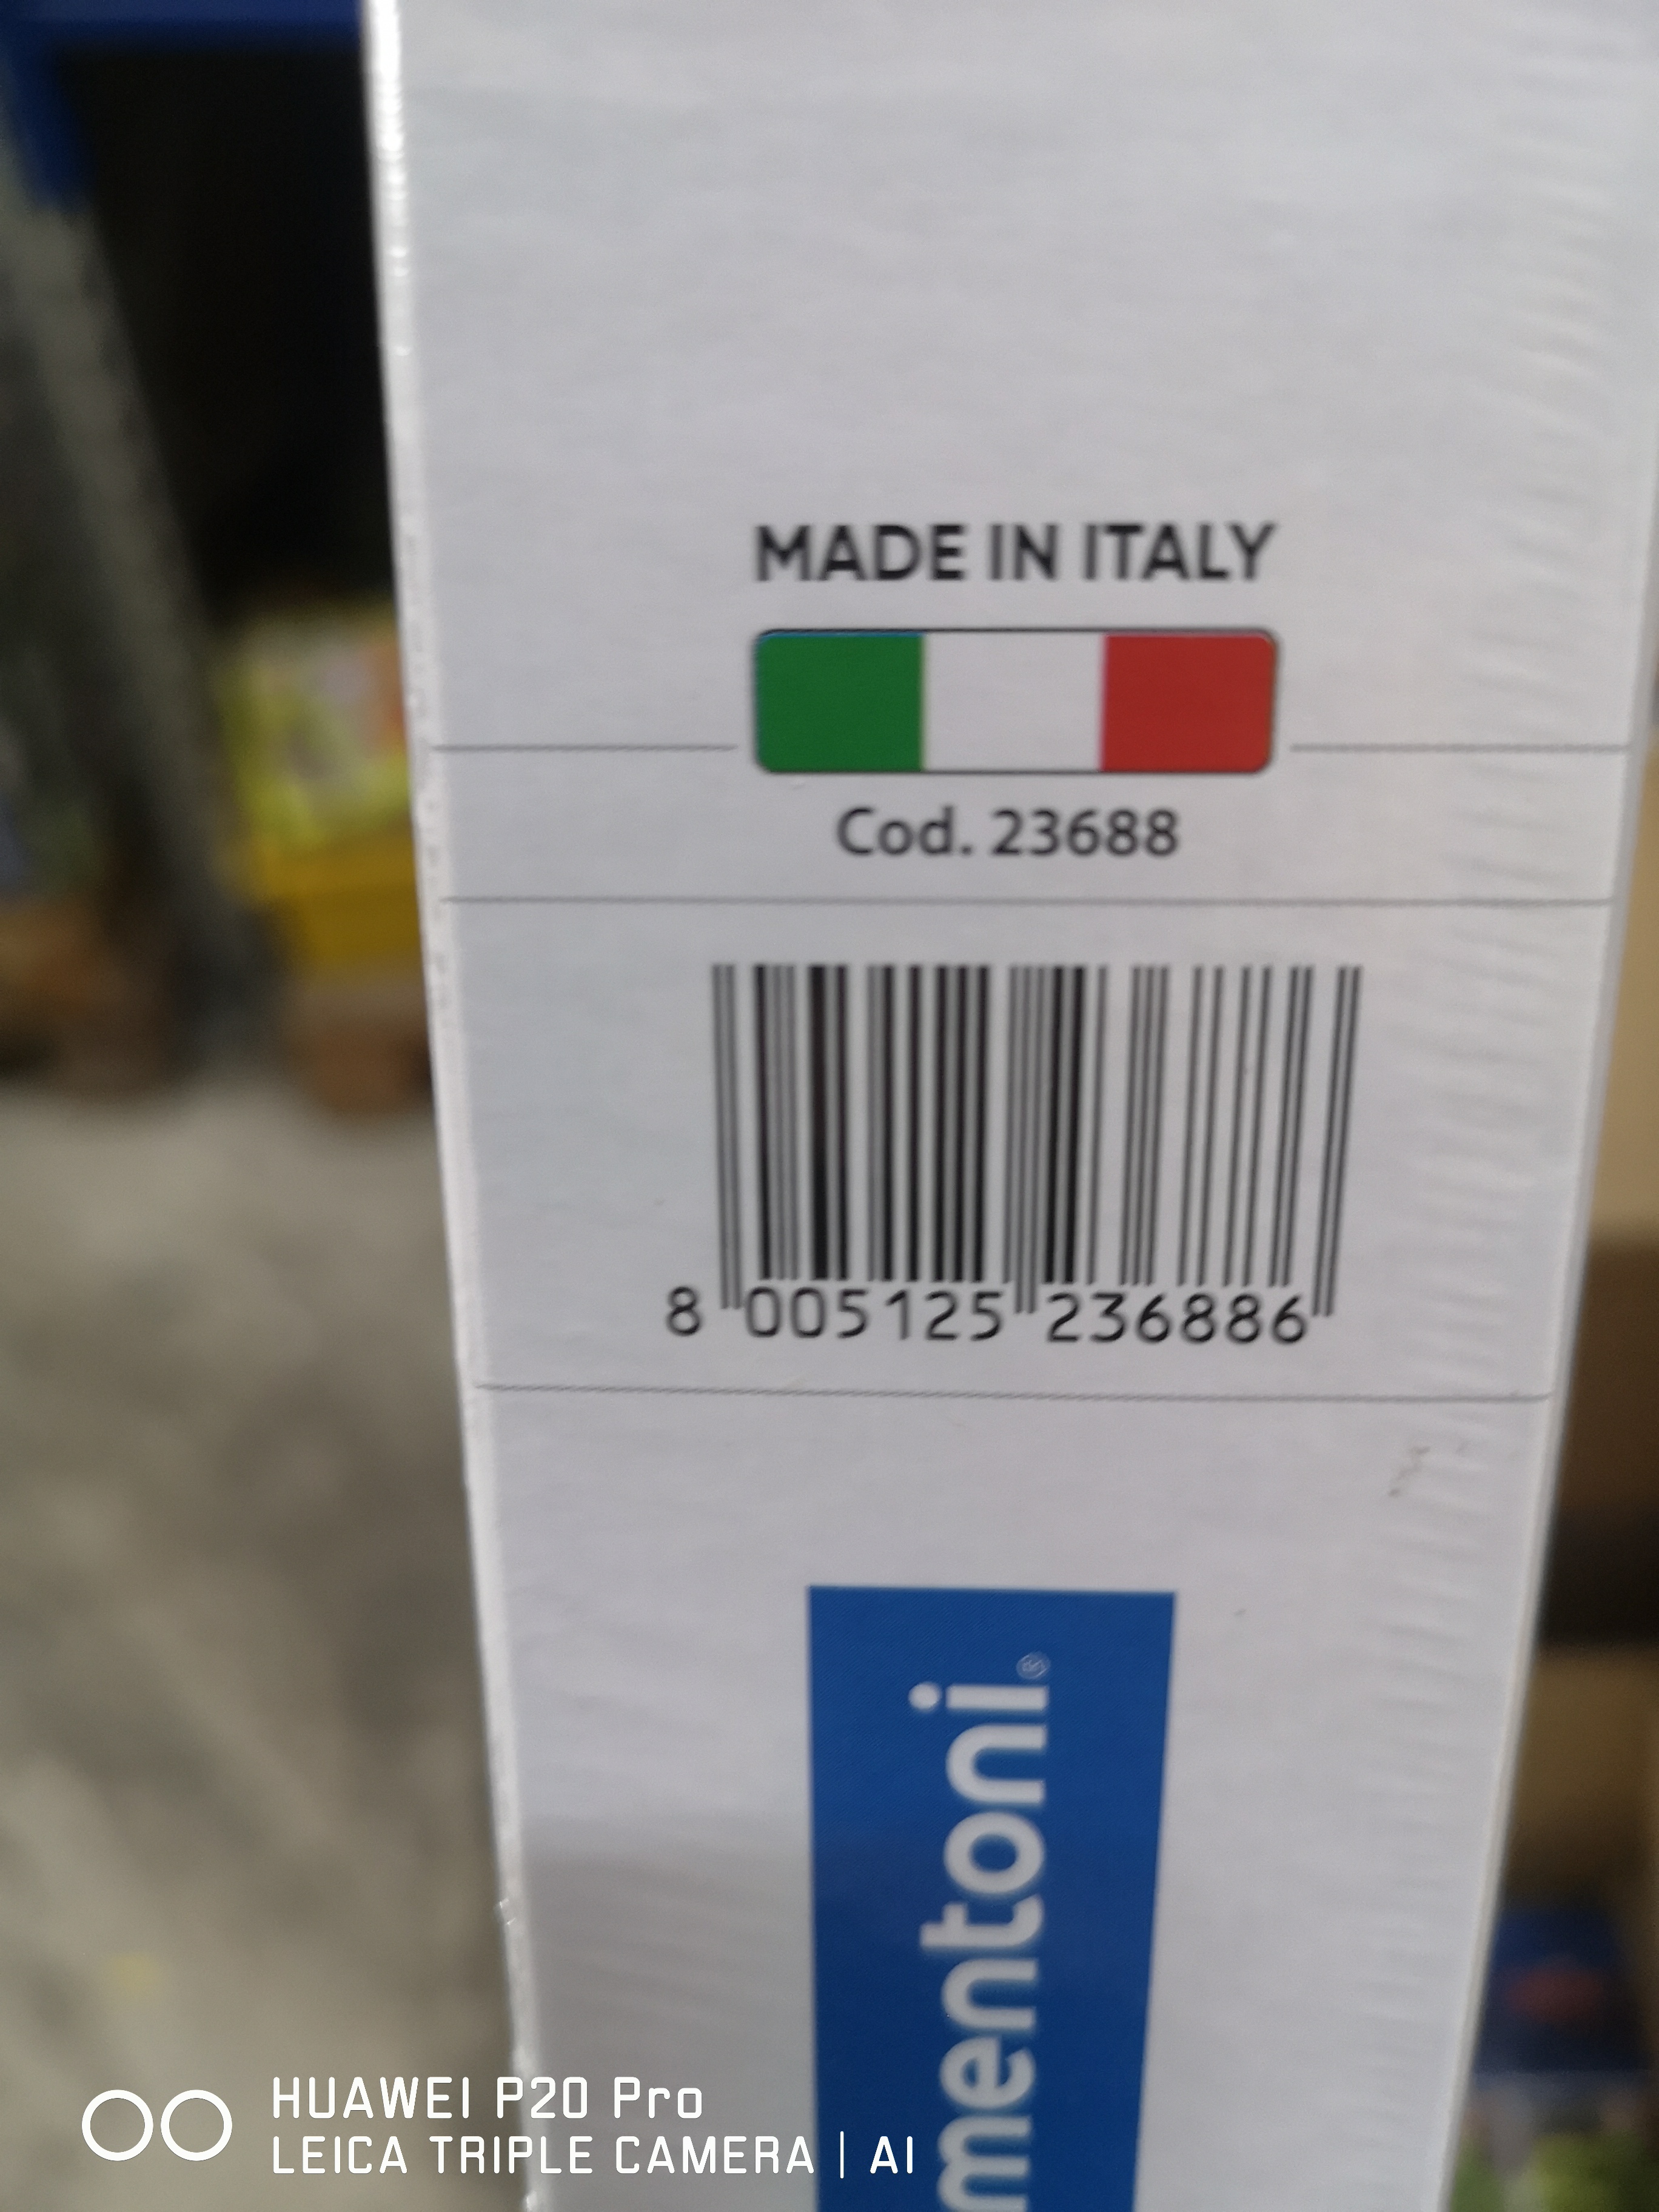 MADE IN ITALY
Cod. 23688
8 005125 236886
mentoni®
HUAWEI P20 Pro
LEICA TRIPLE CAMERA | AI